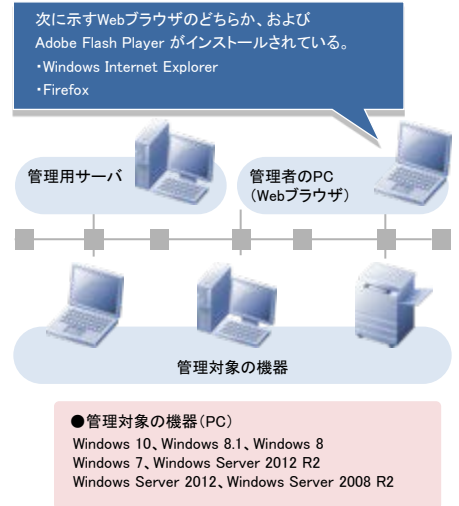 次に示すWebブラウザのどちらか、および
Adobe Flash Player がインストールされている。
・Windows Internet Explorer
・Firefox
管理用サーバ
管理者のPC
（Webブラウザ）
管理対象の機器
●管理対象の機器（PC）
Windows 10、Windows 8.1、Windows 8
Windows 7、Windows Server 2012 R2
Windows Server 2012、Windows Server 2008 R2